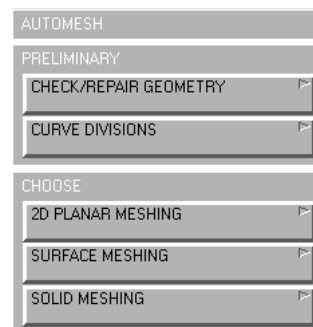 AUTOMESH
PRELIMINARY
CHECK/REPAIR GEOMETRY
CURVE DIVISIONS
CHOOSE
2D PLANAR MESHING
SURFACE MESHING
SOLID MESHING